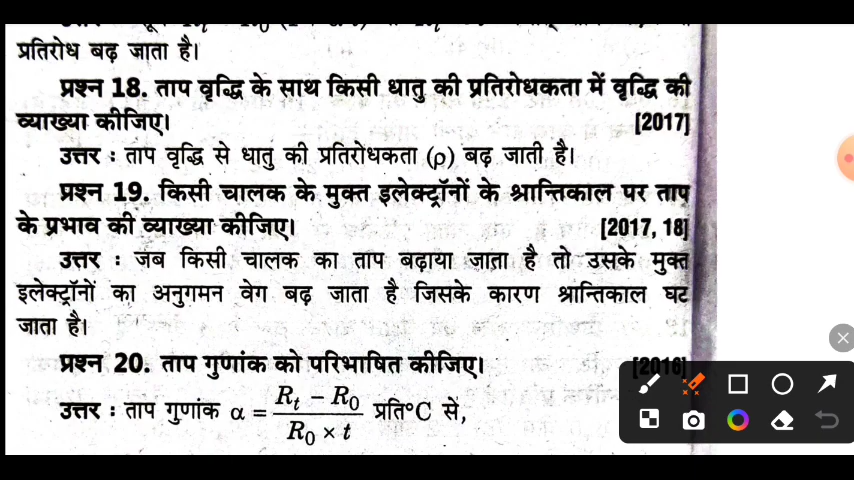 प्रतिरोध बढ़ जाता है।
प्रश्न 18. ताप वृद्धि के साथ किसी धातु की प्रतिरोधकता में वृद्धि की
व्याख्या कीजिए। [2017]
उत्तर : ताप वृद्धि से धातु की प्रतिरोधकता (ρ) बढ़ जाती है।
प्रश्न 19. किसी चालक के मुक्त इलेक्ट्रॉनों के श्रान्तिकाल पर ताप
के प्रभाव की व्याख्या कीजिए। [2017, 18]
उत्तर : जब किसी चालक का ताप बढ़ाया जाता है तो उसके मुक्त
इलेक्ट्रॉनों का अनुगमन वेग बढ़ जाता है जिसके कारण श्रान्तिकाल घट
जाता है।
प्रश्न 20. ताप गुणांक को परिभाषित कीजिए। [2016]
उत्तर : ताप गुणांक α = (R_t − R_0) / (R_0 × t) प्रति°C से,